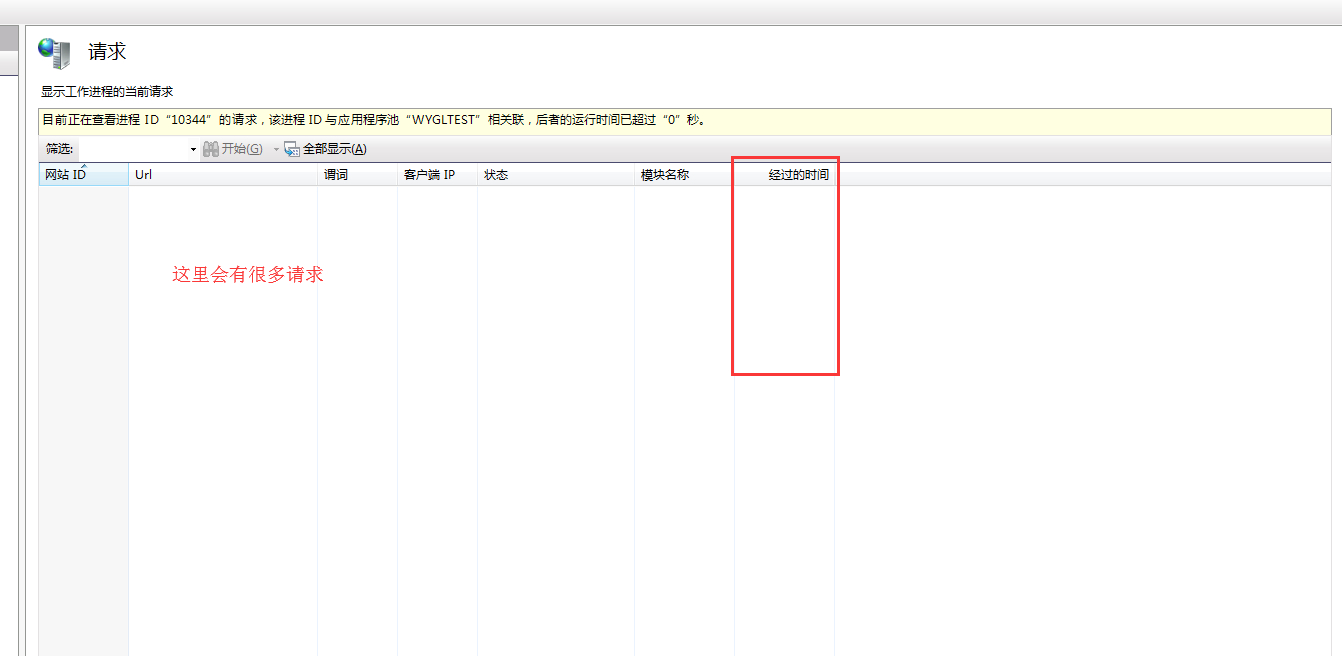 请求
显示工作进程的当前请求
目前正在查看进程 ID“10344”的请求，该进程 ID 与应用程序池“WYGLTEST”相关联，后者的运行时间已超过“0”秒。
筛选: 开始(G) 全部显示(A)
网站 ID Url 谓词 客户端 IP 状态 模块名称 经过的时间
这里会有很多请求